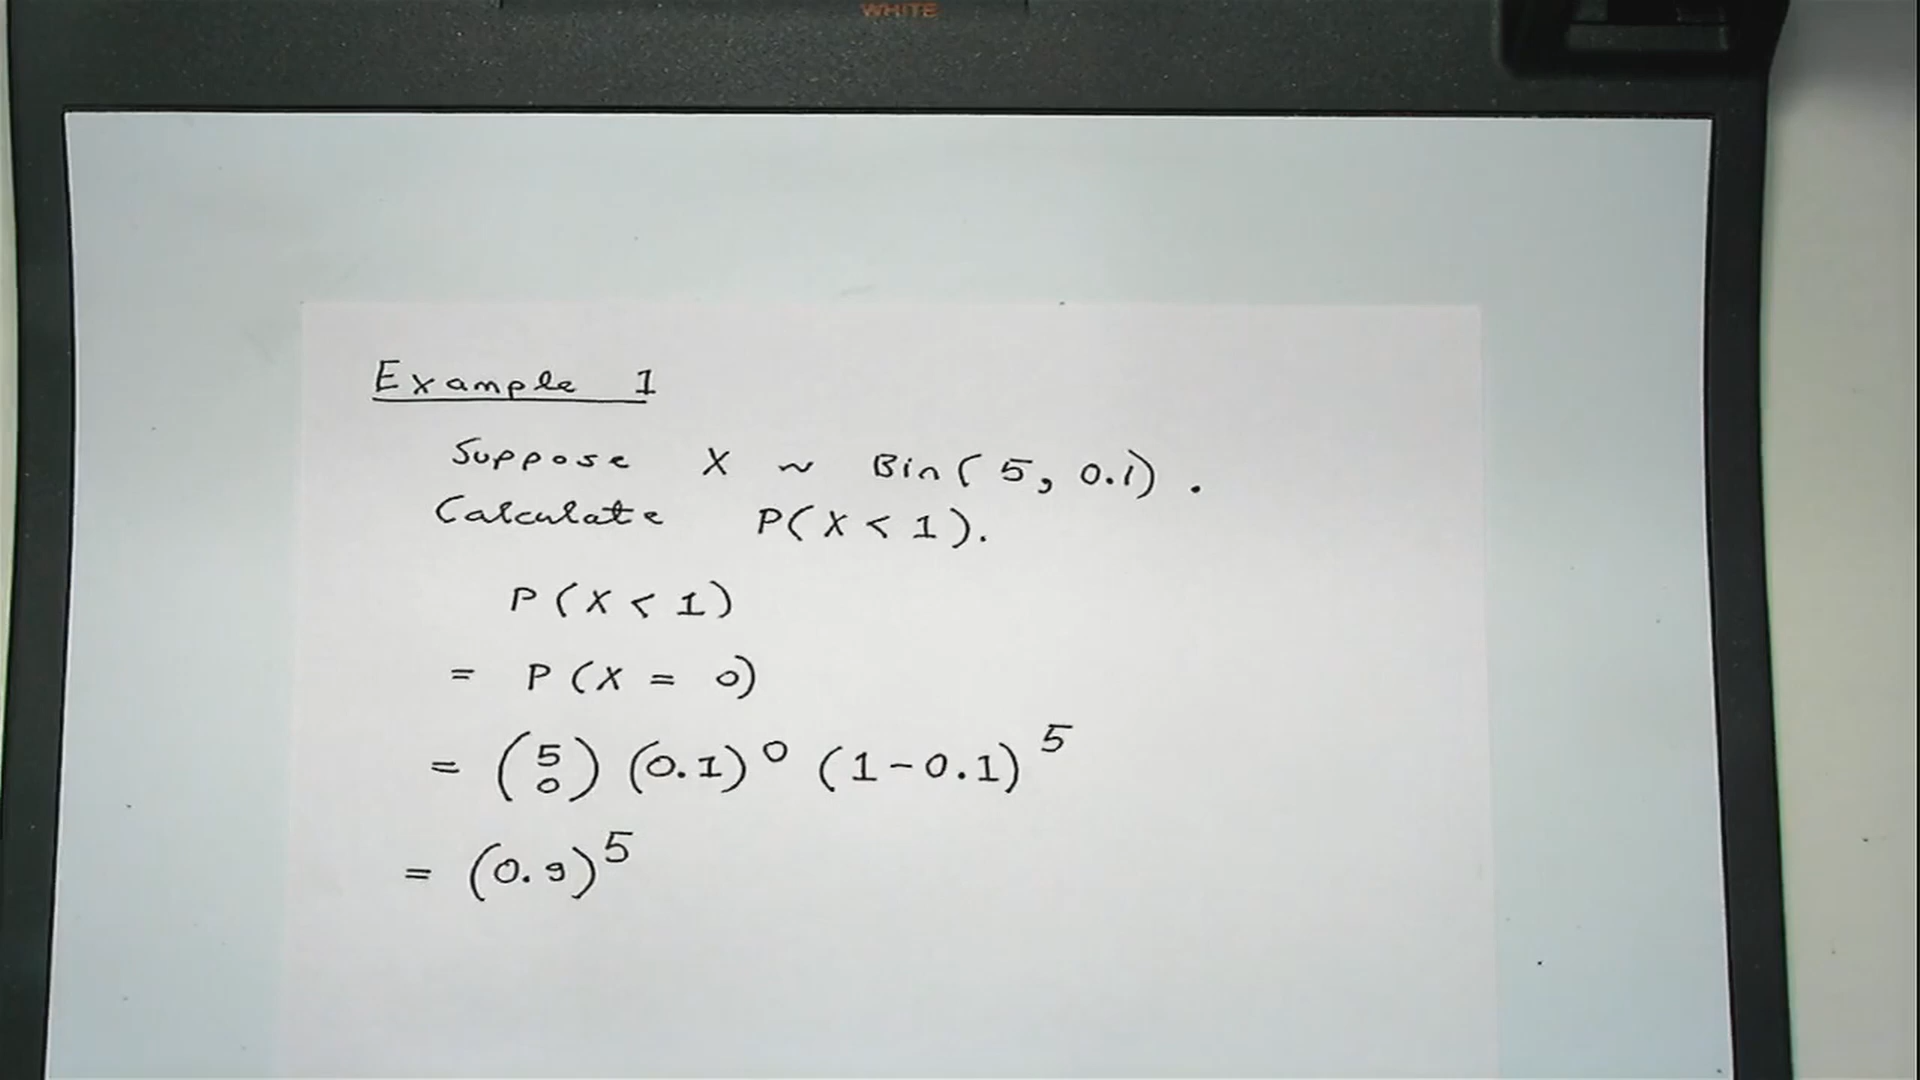 WHITE
Example 1
Suppose X ~ Bin(5, 0.1).
Calculate P(X < 1).
P(X < 1)
= P(X = 0)
= (5 0) (0.1)⁰ (1-0.1)⁵
= (0.9)⁵